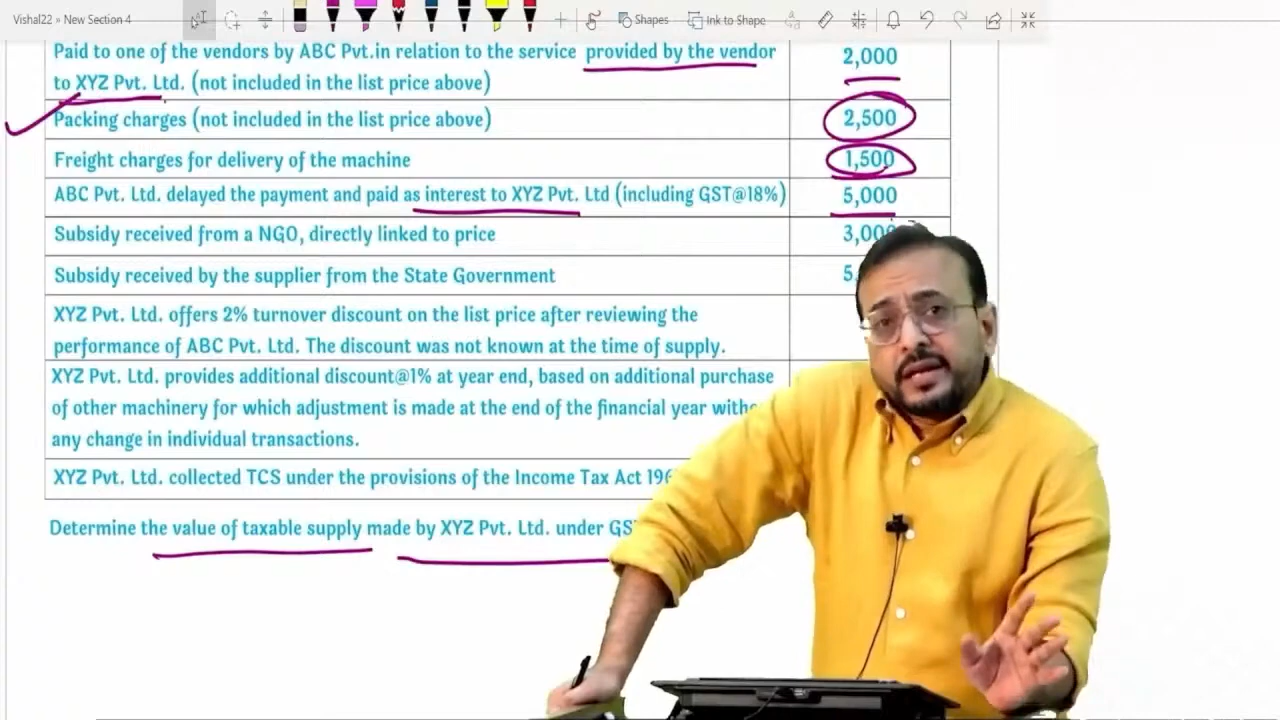 Vishal22 » New Section 4
Shapes
Ink to Shape
Paid to one of the vendors by ABC Pvt.in relation to the service provided by the vendor
to XYZ Pvt. Ltd. (not included in the list price above)
2,000
Packing charges (not included in the list price above)
2,500
Freight charges for delivery of the machine
1,500
ABC Pvt. Ltd. delayed the payment and paid as interest to XYZ Pvt. Ltd (including GST@18%)
5,000
Subsidy received from a NGO, directly linked to price
3,000
Subsidy received by the supplier from the State Government
XYZ Pvt. Ltd. offers 2% turnover discount on the list price after reviewing the
performance of ABC Pvt. Ltd. The discount was not known at the time of supply.
XYZ Pvt. Ltd. provides additional discount@1% at year end, based on additional purchase
of other machinery for which adjustment is made at the end of the financial year
any change in individual transactions.
XYZ Pvt. Ltd. collected TCS under the provisions of the Income Tax Act
Determine the value of taxable supply made by XYZ Pvt. Ltd. under